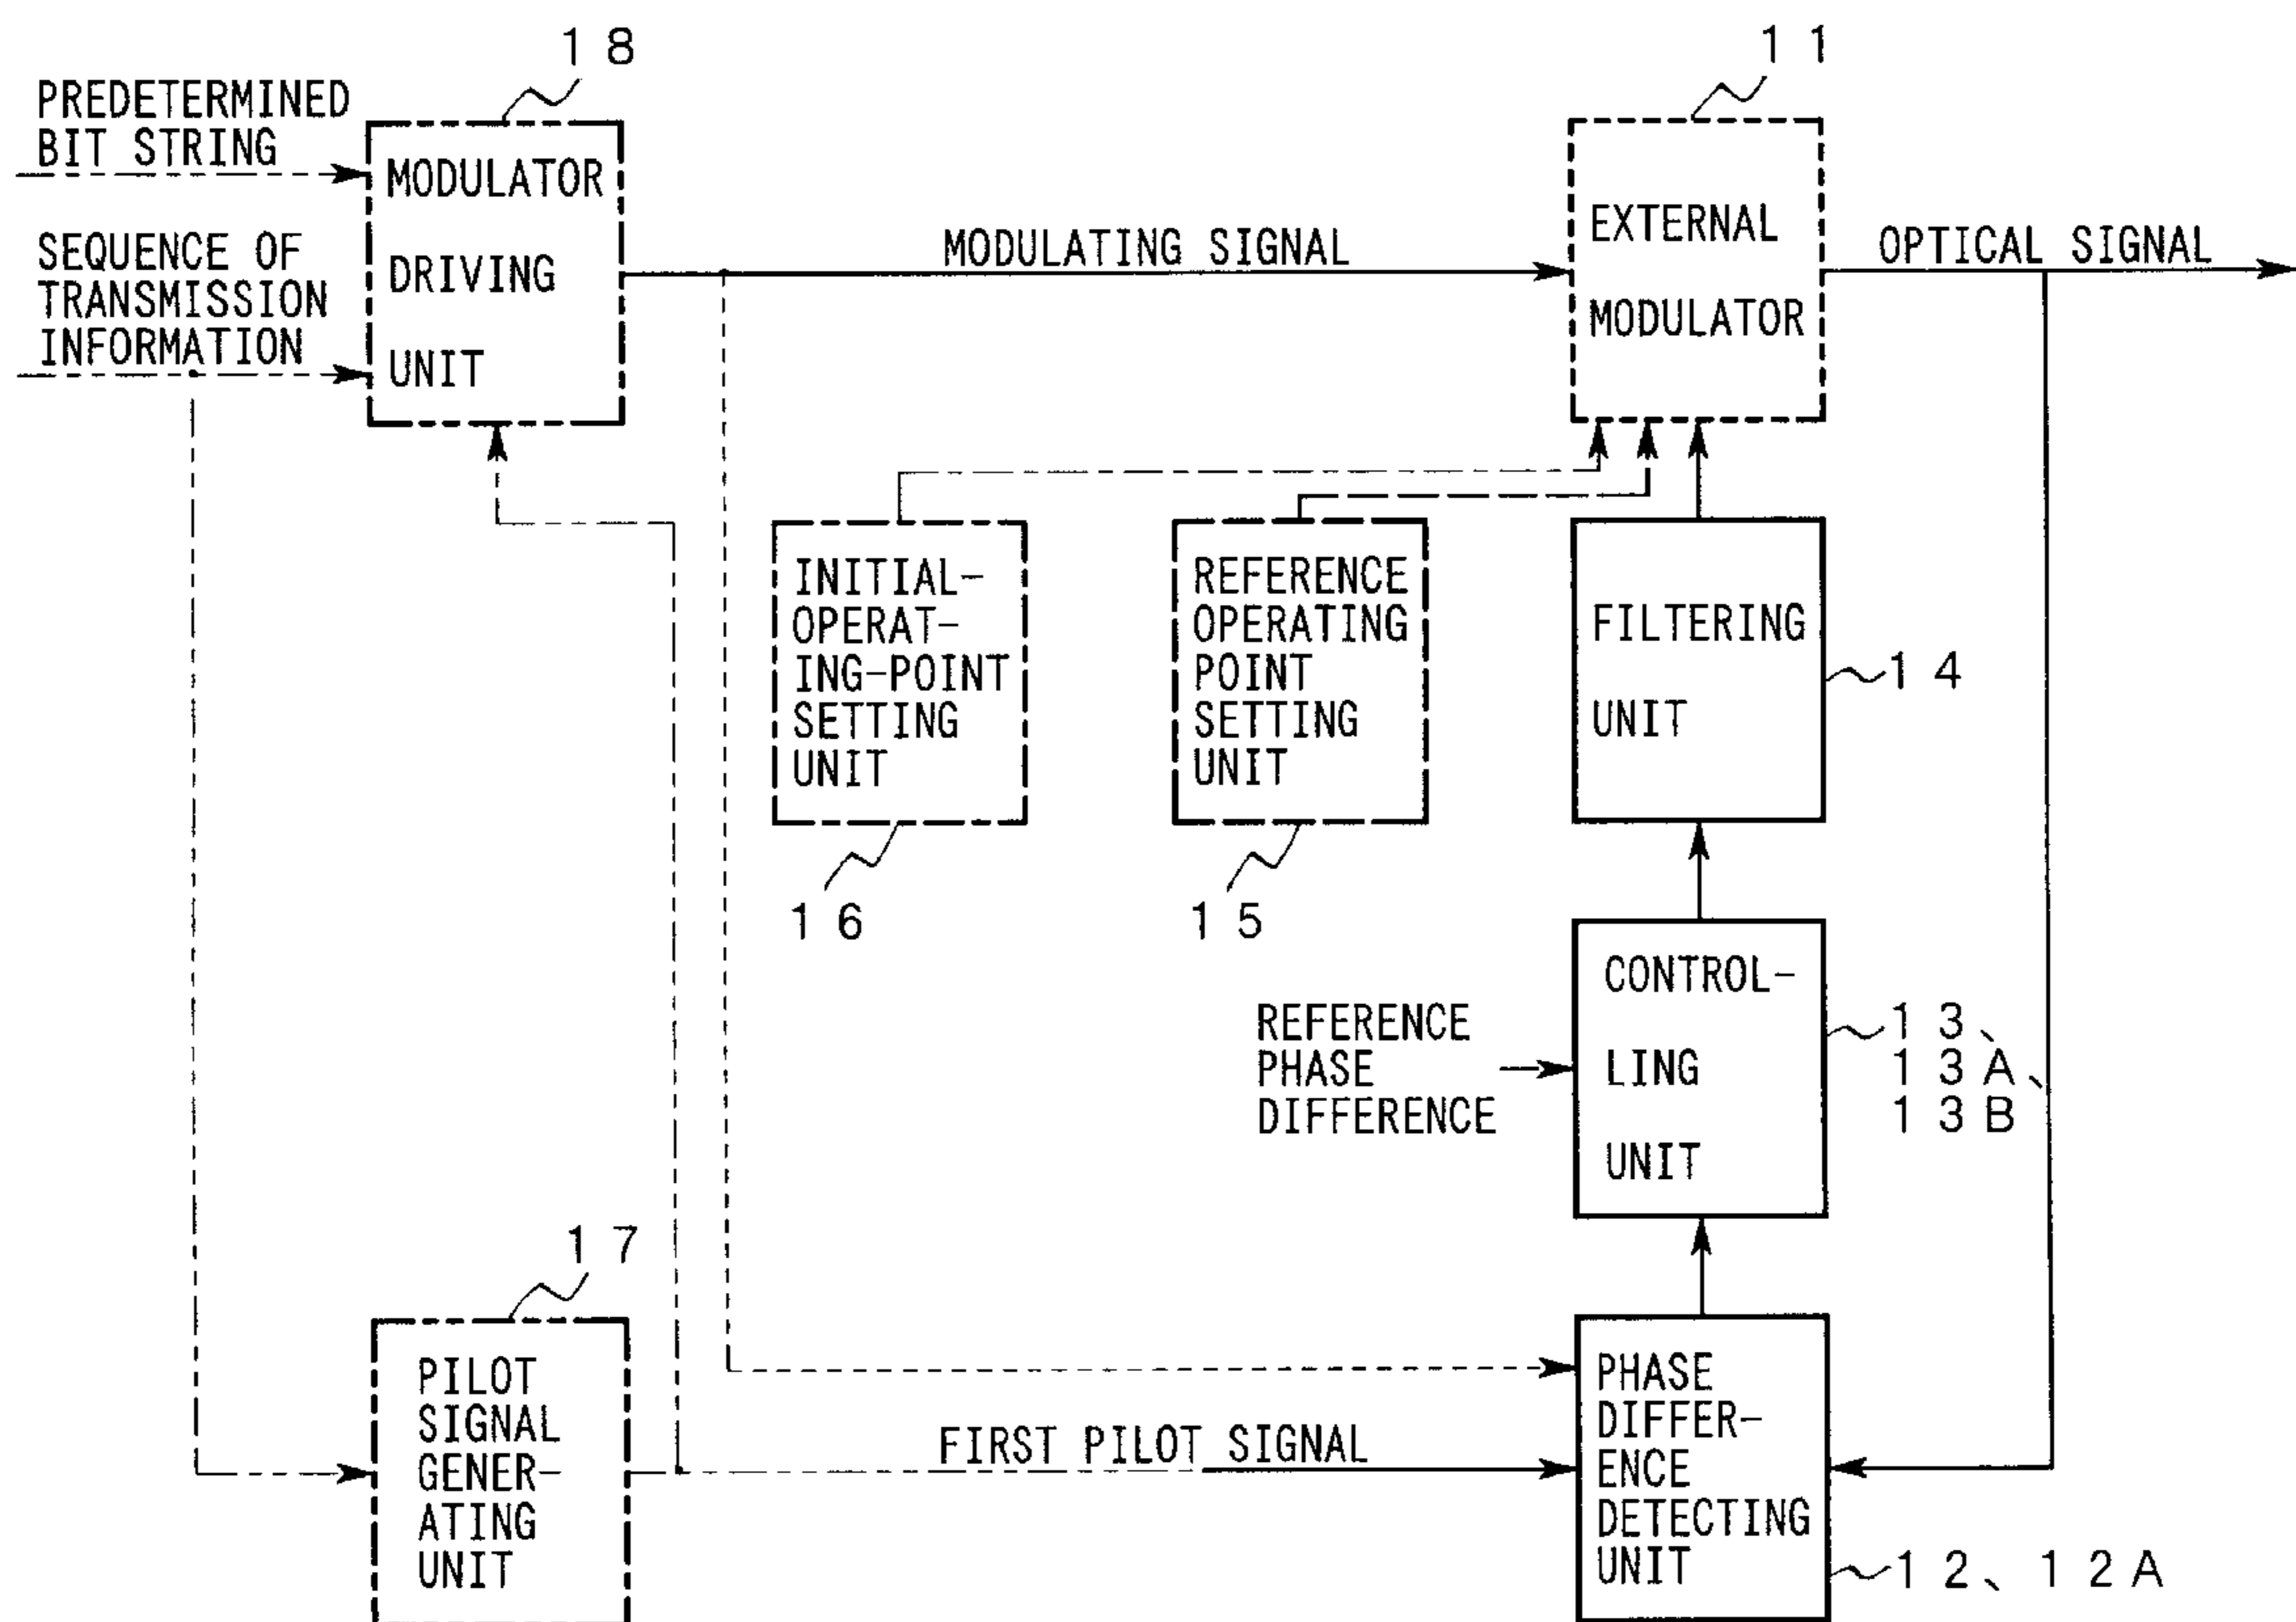 18
11
PREDETERMINED
BIT STRING
SEQUENCE OF
TRANSMISSION
INFORMATION
MODULATOR
DRIVING
UNIT
MODULATING SIGNAL
EXTERNAL
MODULATOR
OPTICAL SIGNAL
INITIAL-
OPERAT-
ING-POINT
SETTING
UNIT
16
REFERENCE
OPERATING
POINT
SETTING
UNIT
15
FILTERING
UNIT
14
REFERENCE
PHASE
DIFFERENCE
CONTROL-
LING
UNIT
13、
13A、
13B
17
PILOT
SIGNAL
GENER-
ATING
UNIT
FIRST PILOT SIGNAL
PHASE
DIFFER-
ENCE
DETECTING
UNIT
12、12A